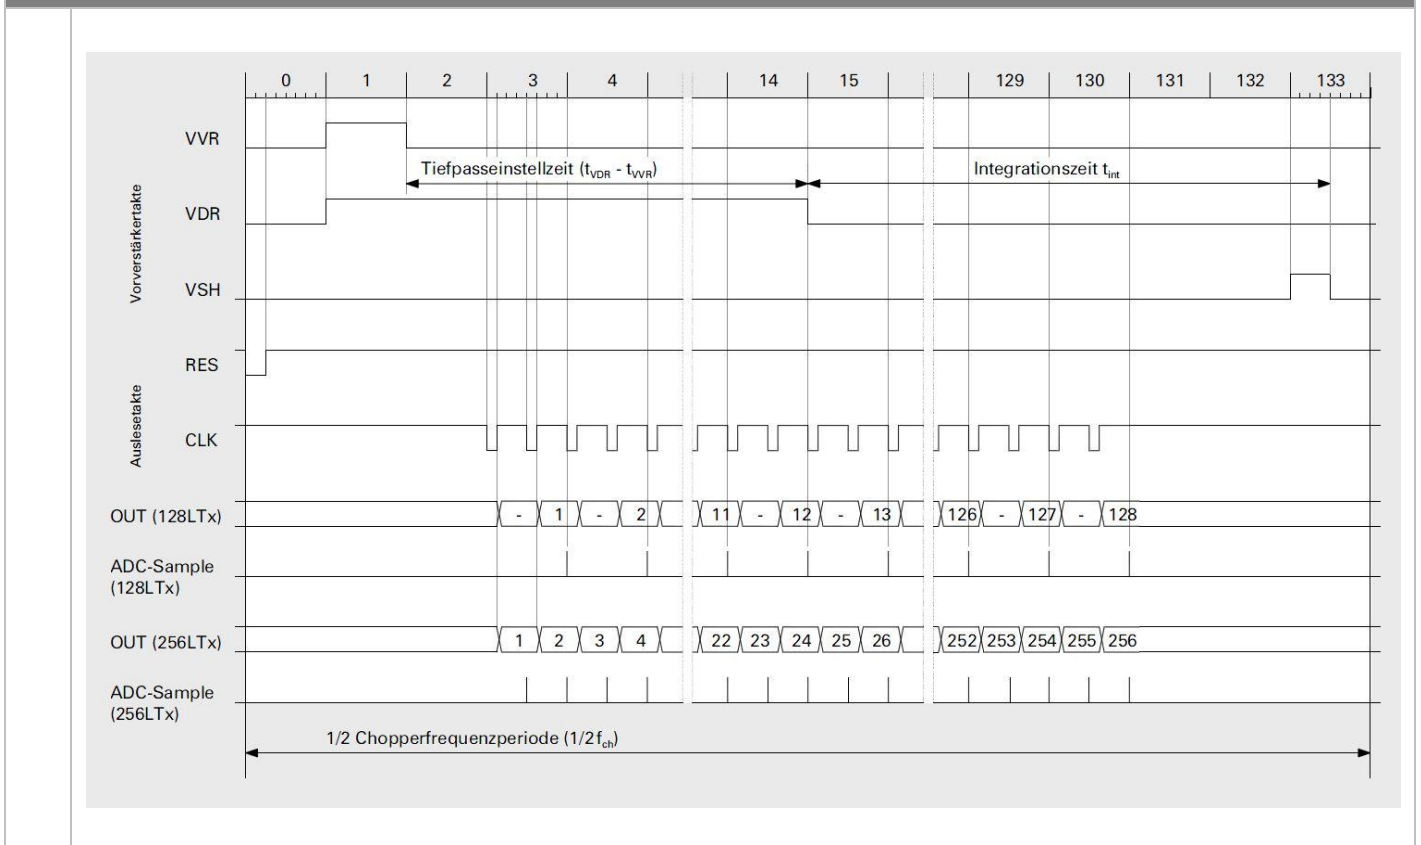 0 1 2 3 4 14 15 129 130 131 132 133
VVR
Tiefpasseinstellzeit (tVDR - tVVR) Integrationszeit tint
Vorverstärkertakte
VDR
VSH
RES
Auslesetakte
CLK
OUT (128LTx) - 1 - 2 11 - 12 - 13 126 - 127 - 128
ADC-Sample
(128LTx)
OUT (256LTx) 1 2 3 4 22 23 24 25 26 252 253 254 255 256
ADC-Sample
(256LTx)
1/2 Chopperfrequenzperiode (1/2fch)